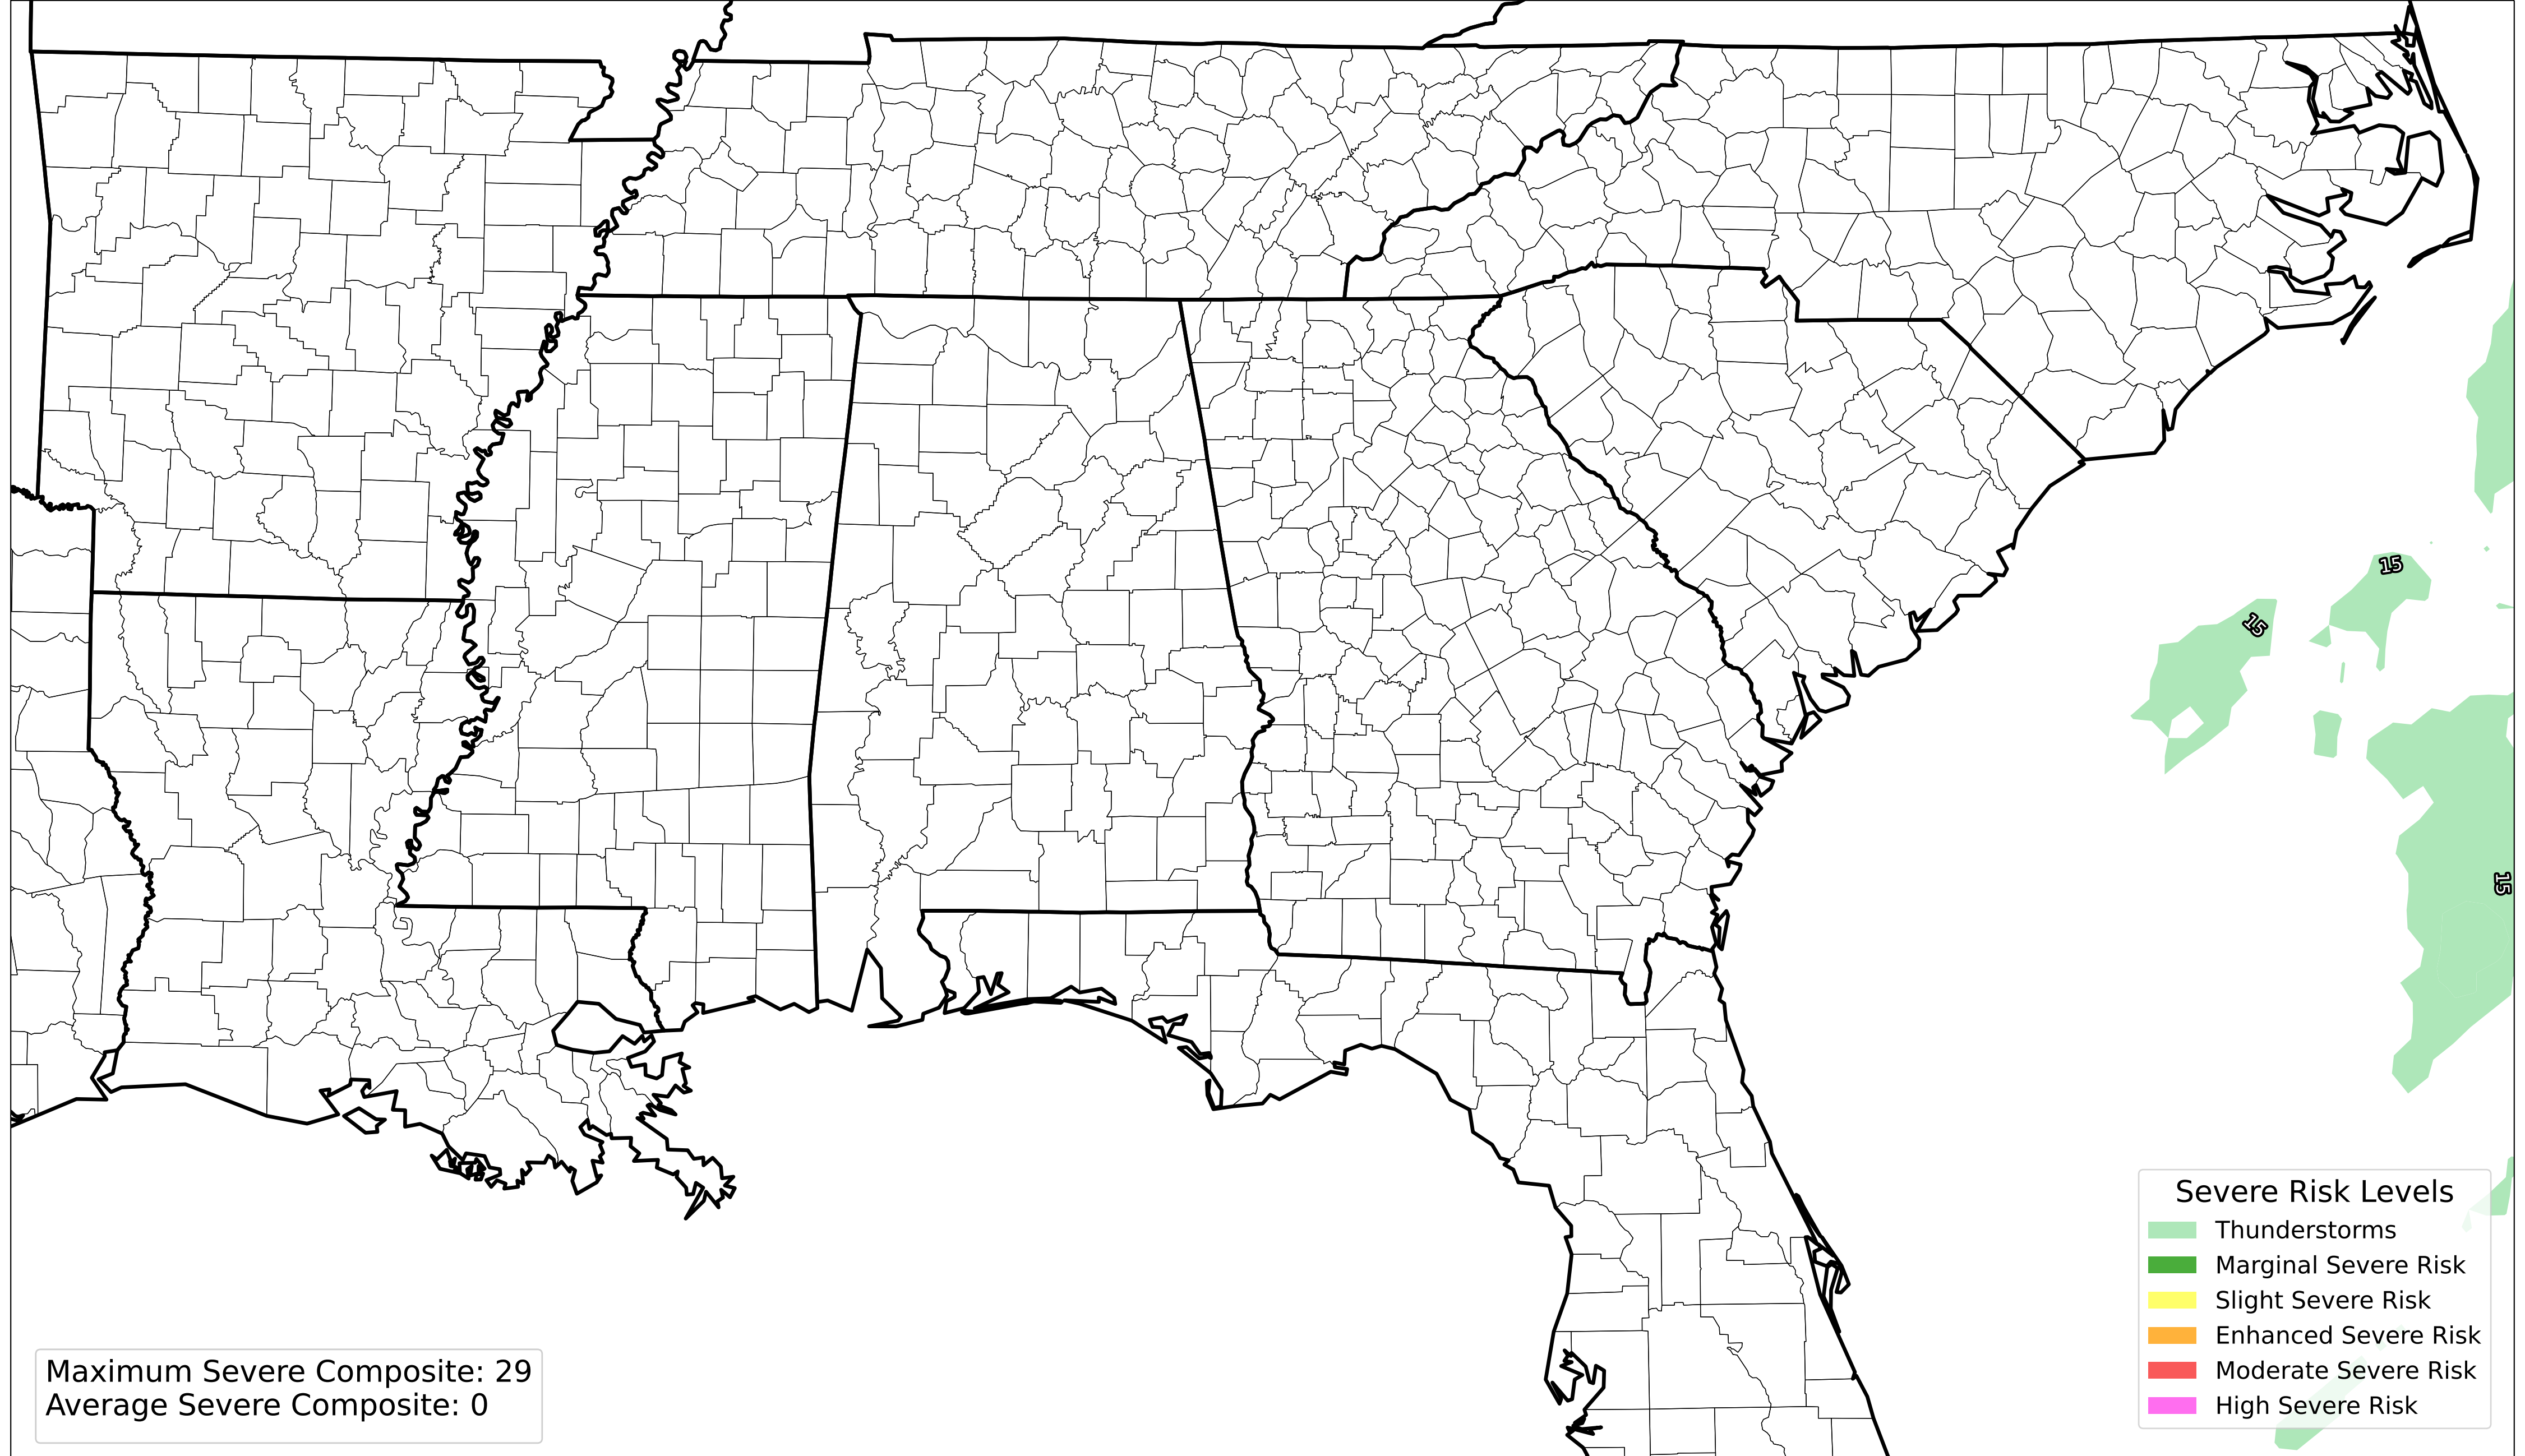 15
15
15
Severe Risk Levels
Thunderstorms
Marginal Severe Risk
Slight Severe Risk
Enhanced Severe Risk
Moderate Severe Risk
High Severe Risk
Maximum Severe Composite: 29
Average Severe Composite: 0